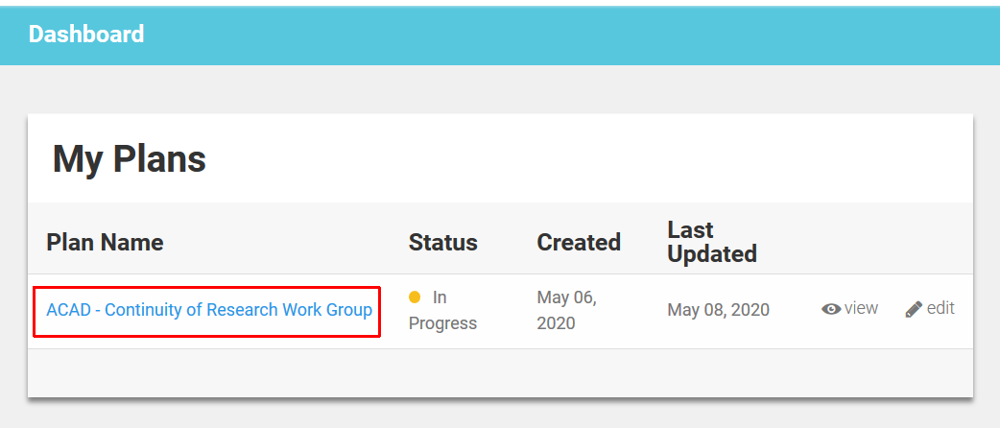 Dashboard
My Plans
Plan Name Status Created Last
Updated
ACAD - Continuity of Research Work Group In
Progress May 06,
2020 May 08, 2020 view edit